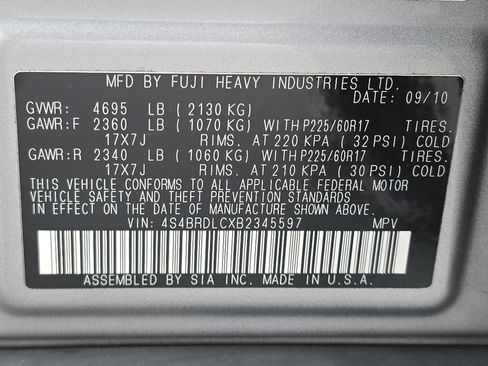 MFD BY FUJI HEAVY INDUSTRIES LTD.
DATE: 09/10
GVWR: 4695 LB (2130 KG)
GAWR:F 2360 LB (1070 KG) WITH P225/60R17 TIRES.
17X7J RIMS. AT 220 KPA (32 PSI) COLD
GAWR:R 2340 LB (1060 KG) WITH P225/60R17 TIRES.
17X7J RIMS. AT 210 KPA (30 PSI) COLD
THIS VEHICLE CONFORMS TO ALL APPLICABLE FEDERAL MOTOR
VEHICLE SAFETY AND THEFT PREVENTION STANDARDS
IN EFFECT ON THE DATE OF MANUFACTURE SHOWN ABOVE.
VIN: 4S4BRDLCXB2345597 MPV
ASSEMBLED BY SIA INC. MADE IN U.S.A.